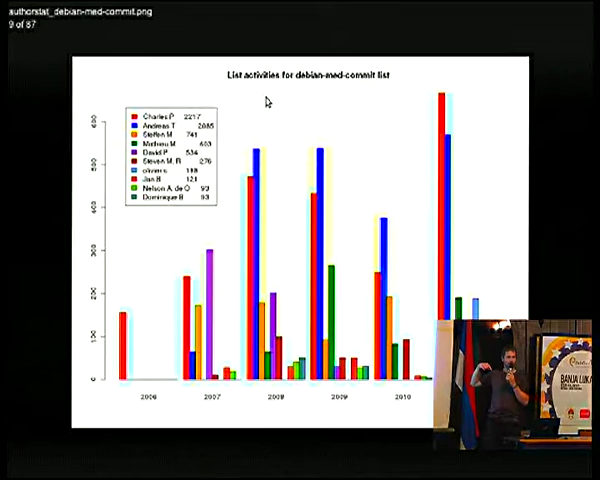 authorstat_debian-med-commit.png
9 of 87
List activities for debian-med-commit list
Charles P 2217
Andreas T 2085
Steffen M 741
Mathieu M 603
David P 534
Steven M. R 276
olivier s 188
Jan B 121
Nelson A. de O 93
Dominique B 93
600
500
400
300
200
100
0
2006 2007 2008 2009 2010
BANJA LUKA